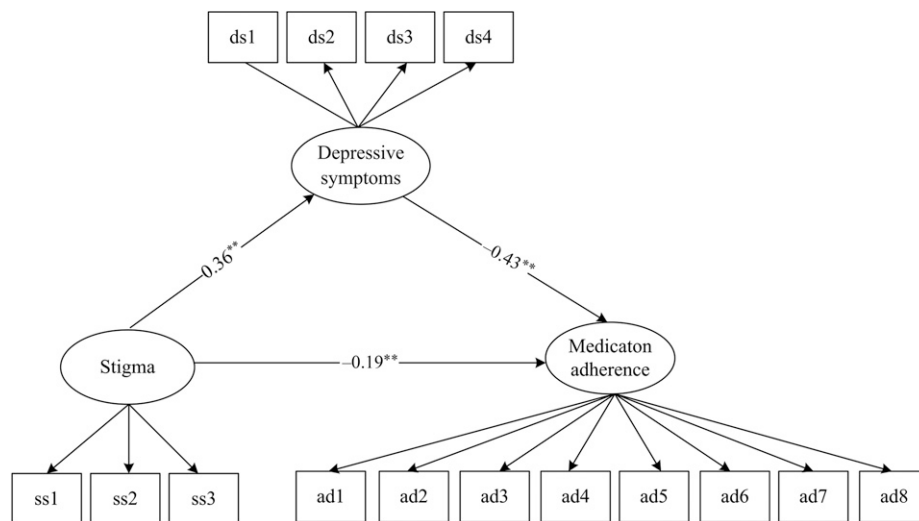 ds1 ds2 ds3 ds4
Depressive
symptoms
0.36**
–0.43**
Stigma
–0.19**
Medicaton
adherence
ss1 ss2 ss3
ad1 ad2 ad3 ad4 ad5 ad6 ad7 ad8